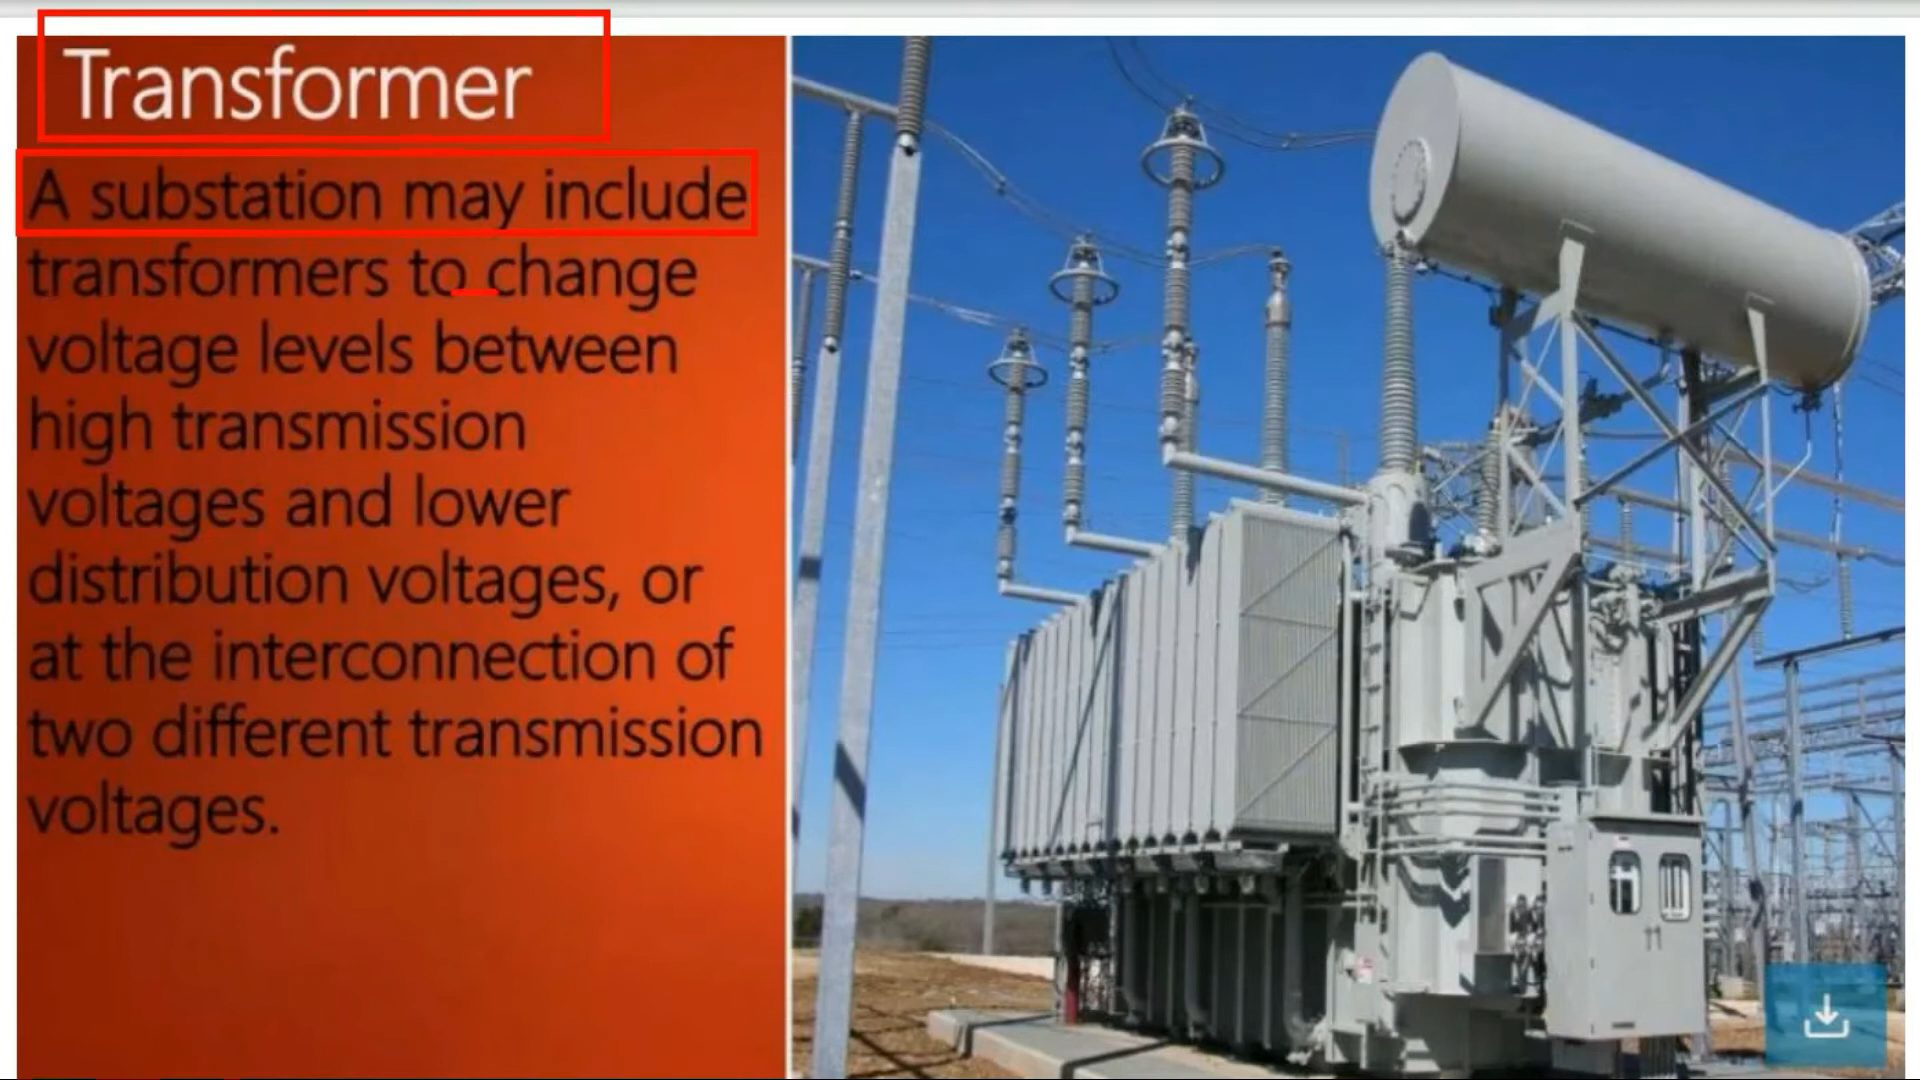 Transformer
A substation may include
transformers to change
voltage levels between
high transmission
voltages and lower
distribution voltages, or
at the interconnection of
two different transmission
voltages.